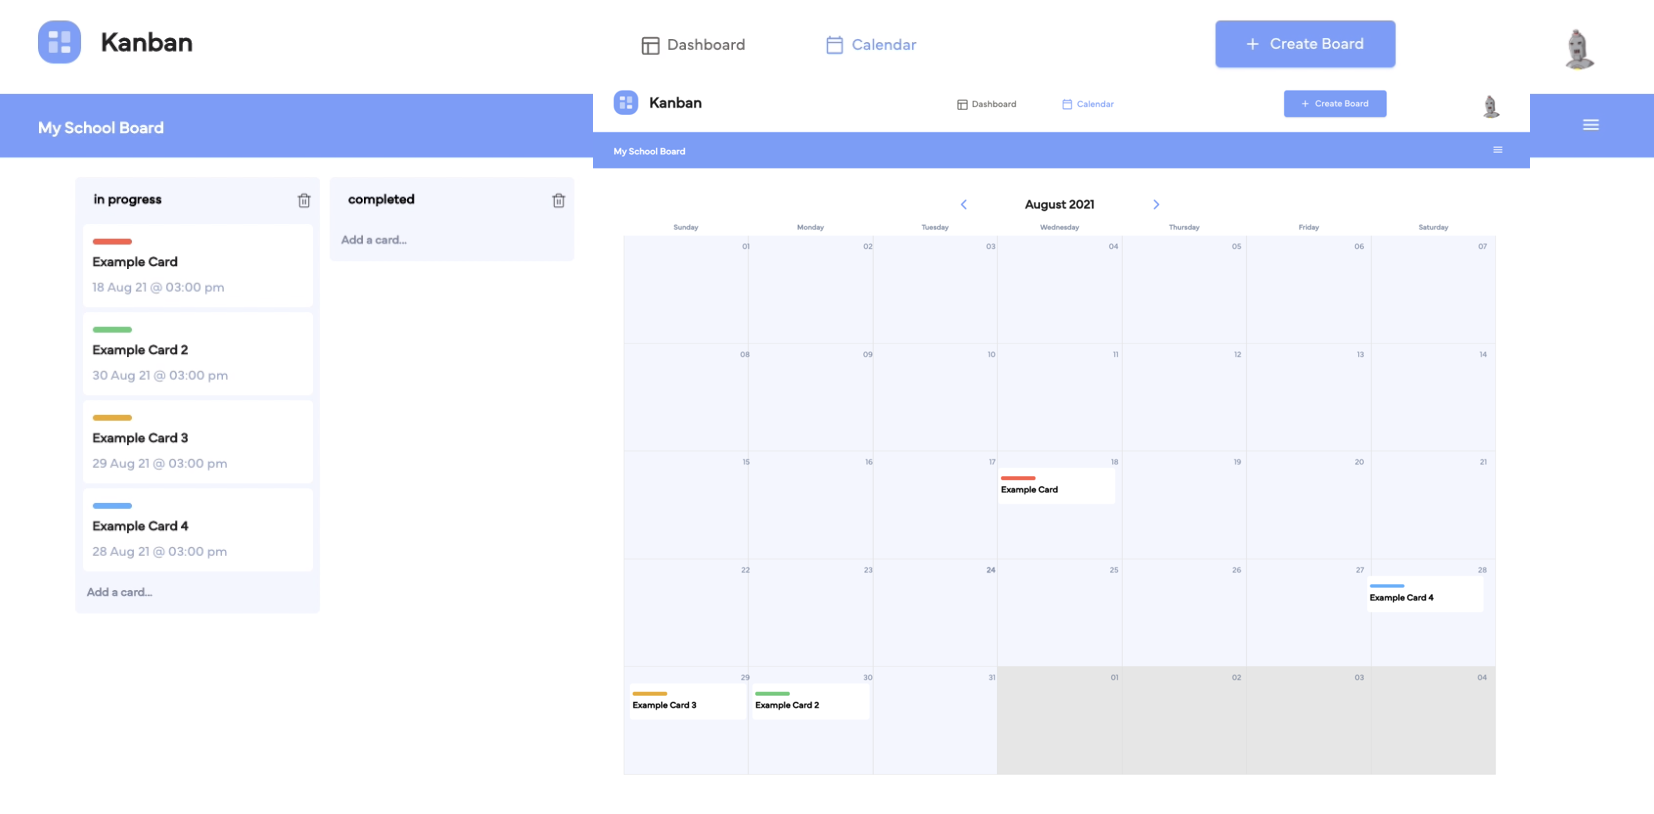 Kanban
Dashboard
Calendar
+ Create Board
My School Board
in progress
Example Card
18 Aug 21 @ 03:00 pm
Example Card 2
30 Aug 21 @ 03:00 pm
Example Card 3
29 Aug 21 @ 03:00 pm
Example Card 4
28 Aug 21 @ 03:00 pm
Add a card...
completed
Add a card...
Kanban
Dashboard
Calendar
+ Create Board
My School Board
August 2021
Sunday Monday Tuesday Wednesday Thursday Friday Saturday
01 02 03 04 05 06 07
08 09 10 11 12 13 14
15 16 17 18 19 20 21
Example Card
22 23 24 25 26 27 28
Example Card 4
29 30 31 01 02 03 04
Example Card 3 Example Card 2